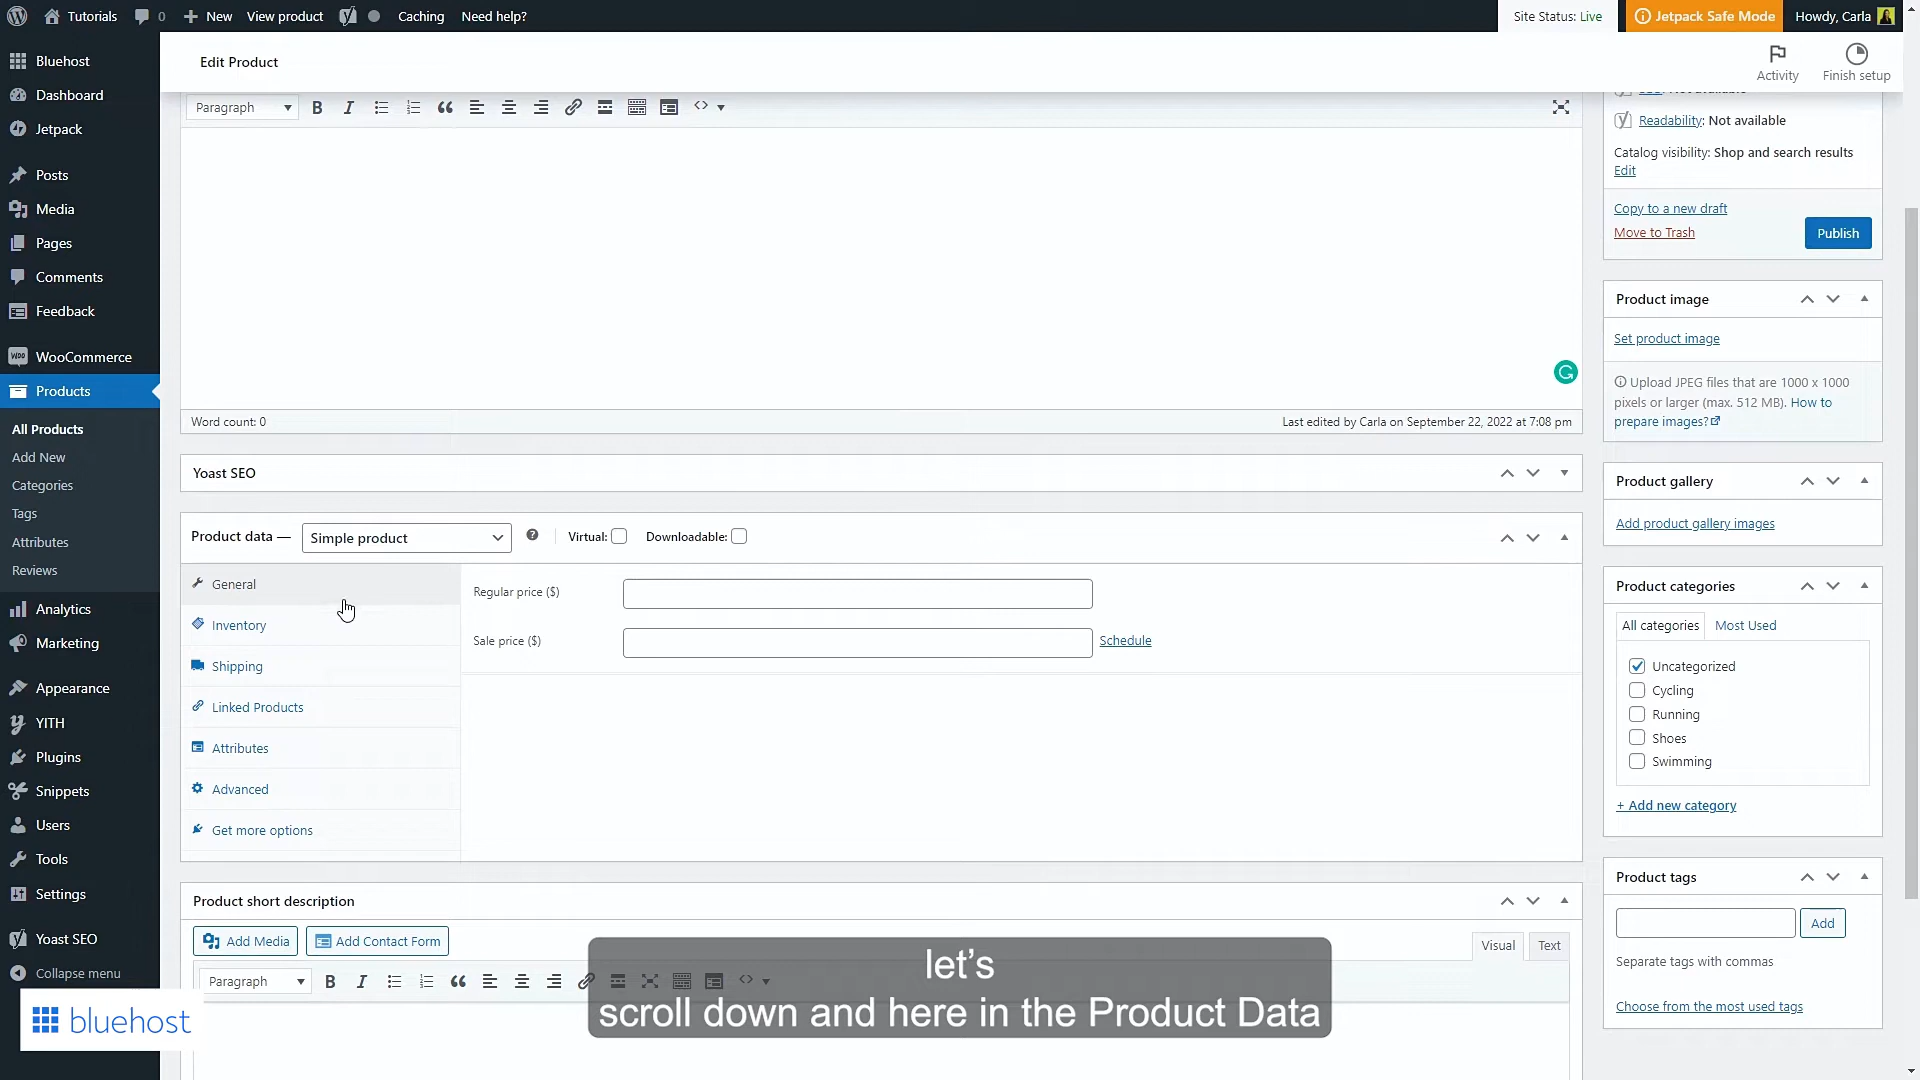 Tutorials
0
New
View product
Caching
Need help?
Site Status: Live
Jetpack Safe Mode
Howdy, Carla
Bluehost
Dashboard
Jetpack
Posts
Media
Pages
Comments
Feedback
WooCommerce
Products
All Products
Add New
Categories
Tags
Attributes
Reviews
Analytics
Marketing
Appearance
YITH
Plugins
Snippets
Users
Tools
Settings
Yoast SEO
Collapse menu
bluehost
Edit Product
Activity
Finish setup
Paragraph
Word count: 0
Last edited by Carla on September 22, 2022 at 7:08 pm
Yoast SEO
Product data —
Simple product
Virtual:
Downloadable:
General
Inventory
Shipping
Linked Products
Attributes
Advanced
Get more options
Regular price ($)
Sale price ($)
Schedule
Product short description
Add Media
Add Contact Form
Visual
Text
Paragraph
let’s
scroll down and here in the Product Data
Readability: Not available
Catalog visibility: Shop and search results
Edit
Copy to a new draft
Move to Trash
Publish
Product image
Set product image
Upload JPEG files that are 1000 x 1000
pixels or larger (max. 512 MB). How to
prepare images?
Product gallery
Add product gallery images
Product categories
All categories
Most Used
Uncategorized
Cycling
Running
Shoes
Swimming
+ Add new category
Product tags
Add
Separate tags with commas
Choose from the most used tags